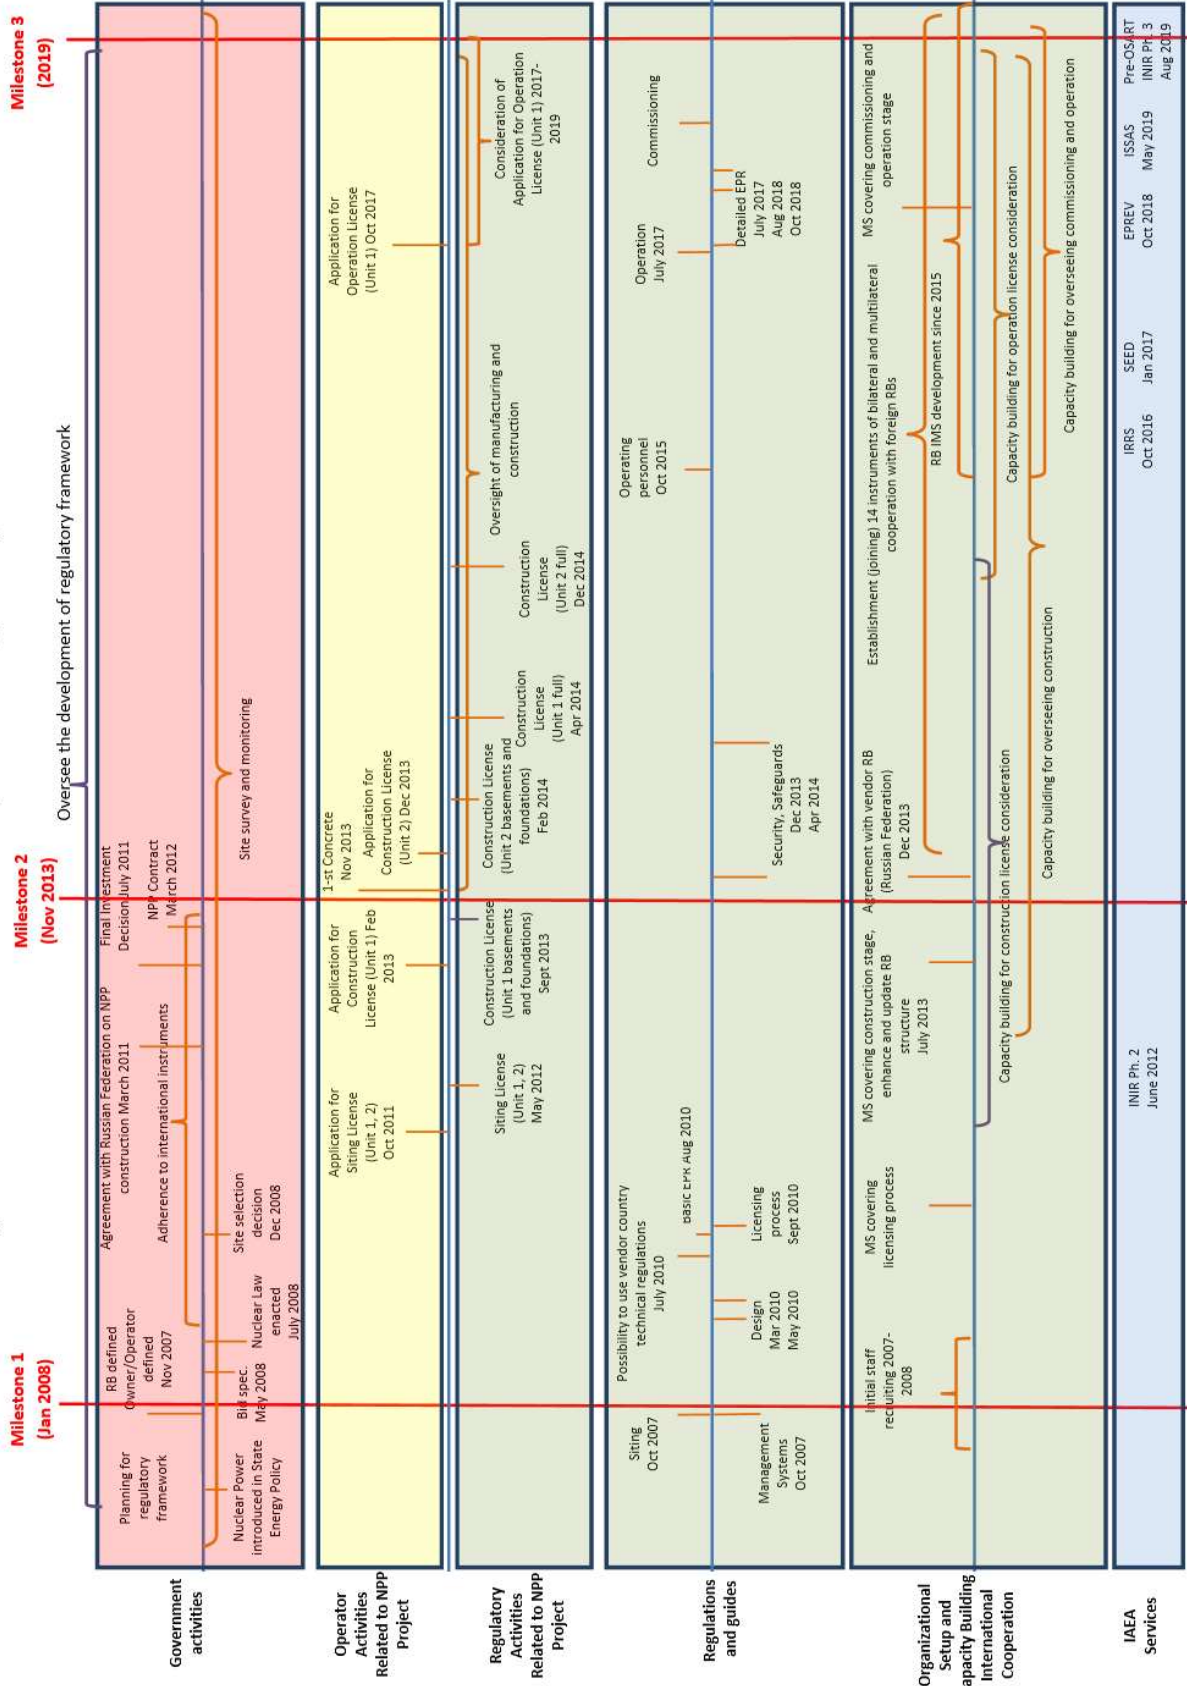 Milestone 1
(Jan 2008)
Milestone 2
(Nov 2013)
Milestone 3
(2019)
Oversee the development of regulatory framework
Government
activities
Planning for
regulatory
framework
RB defined
Owner/Operator
defined
Nov 2007
Agreement with Russian Federation on NPP
construction March 2011
Adherence to international instruments
Final Investment
Decision July 2011
NPP Contract
March 2012
Nuclear Power
introduced in State
Energy Policy
Bid spec.
May 2008
Nuclear Law
enacted
July 2008
Site selection
decision
Dec 2008
Site survey and monitoring
Operator
Activities
Related to NPP
Project
Application for
Siting License
(Unit 1, 2)
Oct 2011
Application for
Construction
License (Unit 1) Feb
2013
1-st Concrete
Nov 2013
Application for
Construction License
(Unit 2) Dec 2013
Application for
Operation License
(Unit 1) Oct 2017
Regulatory
Activities
Related to NPP
Project
Siting License
(Unit 1, 2)
May 2012
Construction License
(Unit 1 basements
and foundations)
Sept 2013
Construction License
(Unit 2 basements and
foundations)
Feb 2014
Construction
License
(Unit 1 full)
Apr 2014
Construction
License
(Unit 2 full)
Dec 2014
Oversight of manufacturing and
construction
Consideration of
Application for Operation
License (Unit 1) 2017-
2019
Regulations
and guides
Siting
Oct 2007
Management
Systems
Oct 2007
Possibility to use vendor country
technical regulations
July 2010
Basic EPR Aug 2010
Design
Mar 2010
May 2010
Licensing
process
Sept 2010
Security, Safeguards
Dec 2013
Apr 2014
Operating
personnel
Oct 2015
Operation
July 2017
Detailed EPR
July 2017
Aug 2018
Oct 2018
Commissioning
Organizational
Setup and
apacity Building
International
Cooperation
Initial staff
recruiting 2007-
2008
MS covering
licensing process
MS covering construction stage,
enhance and update RB
structure
July 2013
Agreement with vendor RB
(Russian Federation)
Dec 2013
Establishment (joining) 14 instruments of bilateral and multilateral
cooperation with foreign RBs
RB IMS development since 2015
MS covering commissioning and
operation stage
Capacity building for construction license consideration
Capacity building for operation license consideration
Capacity building for overseeing construction
Capacity building for overseeing commissioning and operation
IAEA
Services
INIR Ph. 2
June 2012
IRRS
Oct 2016
SEED
Jan 2017
EPREV
Oct 2018
ISSAS
May 2019
Pre-OSART
INIR Ph. 3
Aug 2019